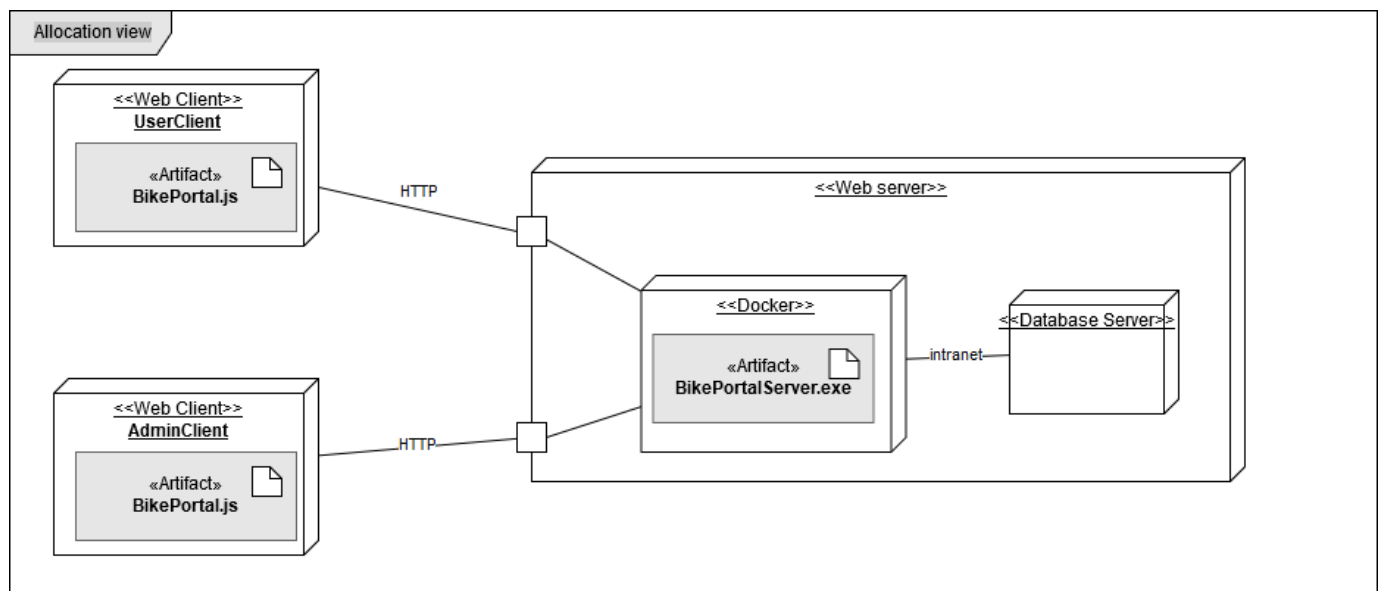 Allocation view
<<Web Client>>
UserClient
«Artifact»
BikePortal.js
HTTP
<<Web server>>
<<Docker>>
«Artifact»
BikePortalServer.exe
intranet
<<Database Server>>
<<Web Client>>
AdminClient
«Artifact»
BikePortal.js
HTTP